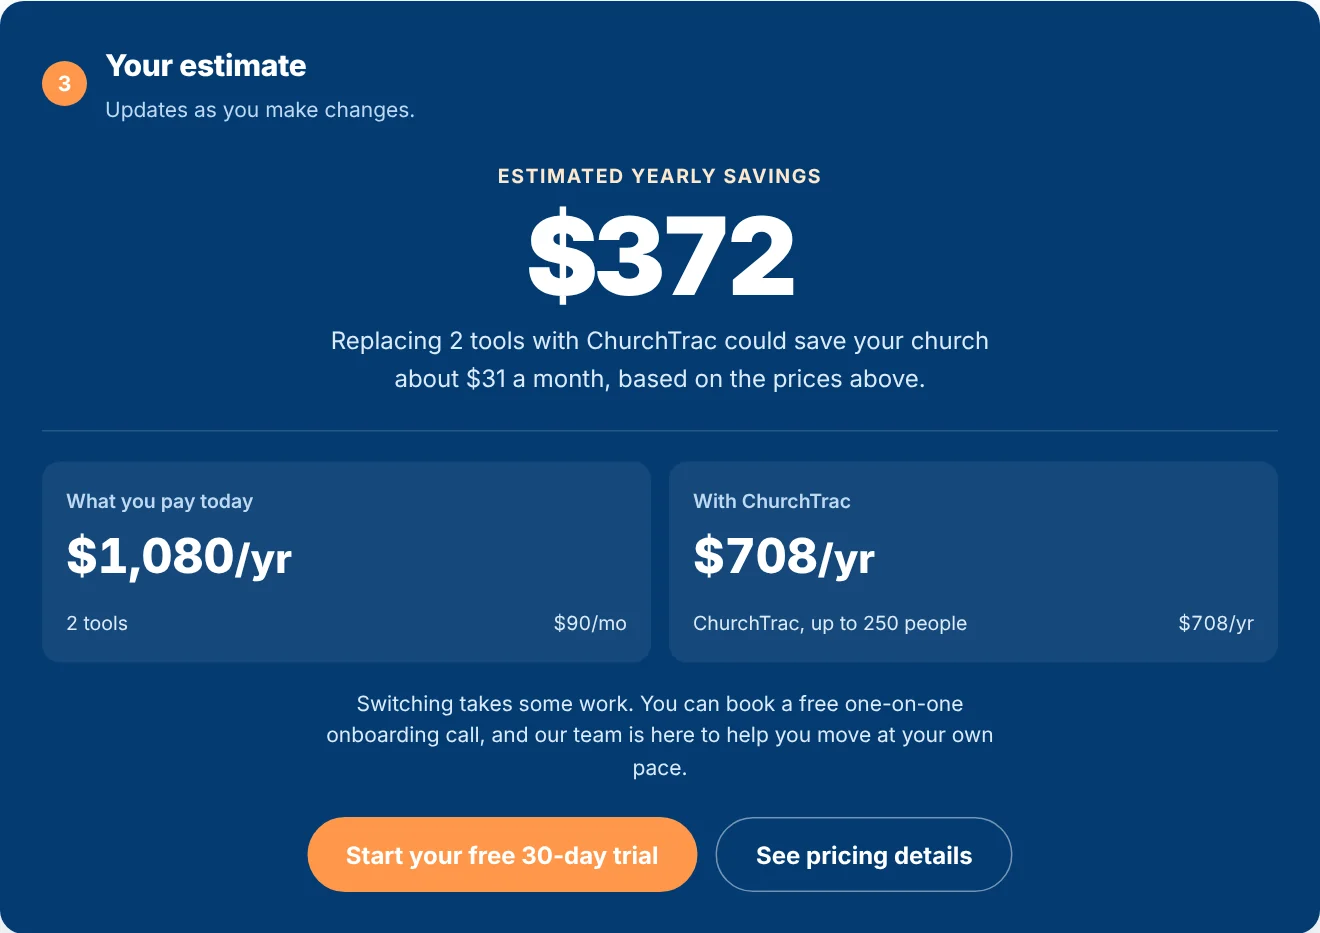 3
Your estimate
Updates as you make changes.
ESTIMATED YEARLY SAVINGS
$372
Replacing 2 tools with ChurchTrac could save your church
about $31 a month, based on the prices above.
What you pay today
$1,080/yr
2 tools $90/mo
With ChurchTrac
$708/yr
ChurchTrac, up to 250 people $708/yr
Switching takes some work. You can book a free one-on-one
onboarding call, and our team is here to help you move at your own
pace.
Start your free 30-day trial
See pricing details